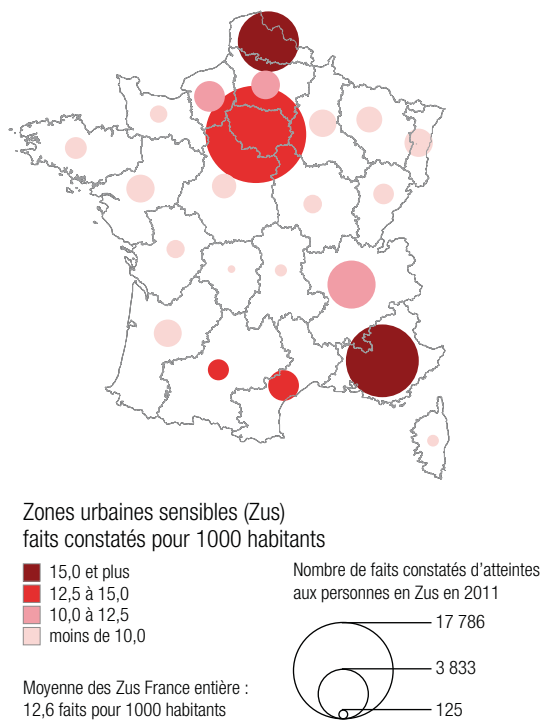 Zones urbaines sensibles (Zus)
faits constatés pour 1000 habitants
15,0 et plus
12,5 à 15,0
10,0 à 12,5
moins de 10,0
Moyenne des Zus France entière :
12,6 faits pour 1000 habitants
Nombre de faits constatés d’atteintes
aux personnes en Zus en 2011
17 786
3 833
125